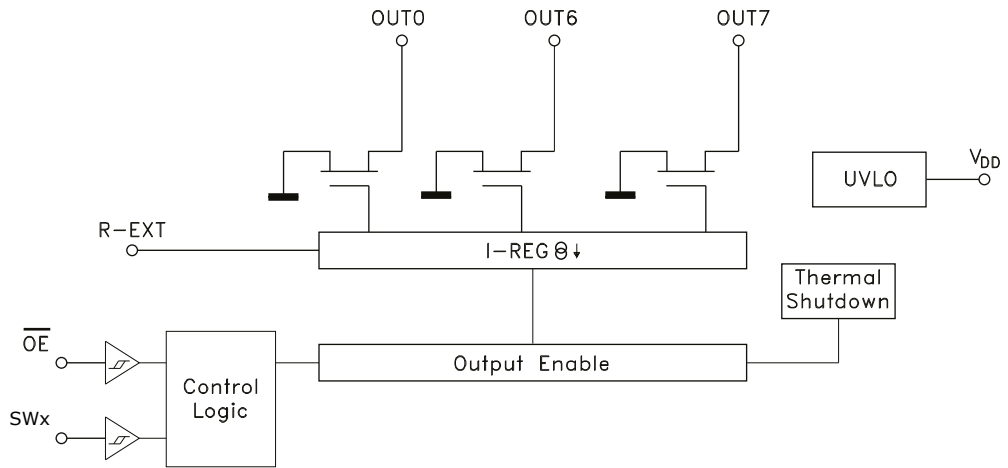 OUT0
OUT6
OUT7
VDD
UVLO
R-EXT
I-REG
Thermal
Shutdown
OE
Output Enable
Control
Logic
SWx